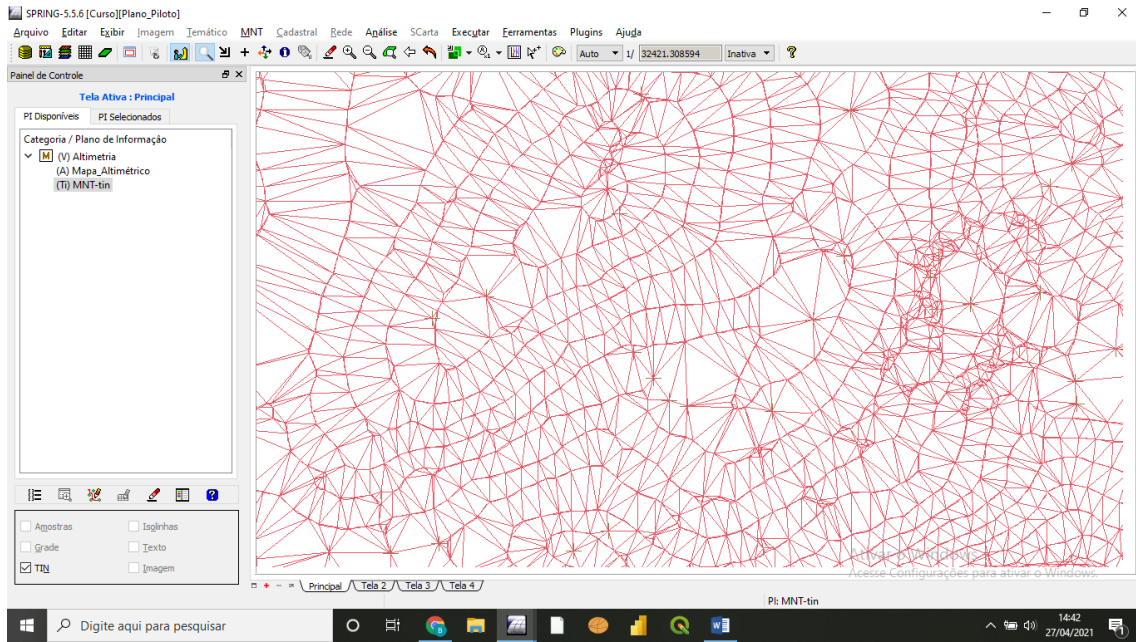 SPRING-5.5.6 [Curso][Plano_Piloto]
Arquivo Editar Exibir Imagem Temático MNT Cadastral Rede Análise SCarta Executar Ferramentas Plugins Ajuda
Auto 1/ 32421.308594 Inativa
Painel de Controle
Tela Ativa : Principal
PI Disponíveis PI Selecionados
Categoria / Plano de Informação
M (V) Altimetria
(A) Mapa_Altimétrico
(Ti) MNT-tin
Amostras Isolinhas
Grade Texto
TIN Imagem
Ativar o Windows
Acesse Configurações para ativar o Windows.
Principal Tela 2 Tela 3 Tela 4
PI: MNT-tin
Digite aqui para pesquisar
14:42
27/04/2021